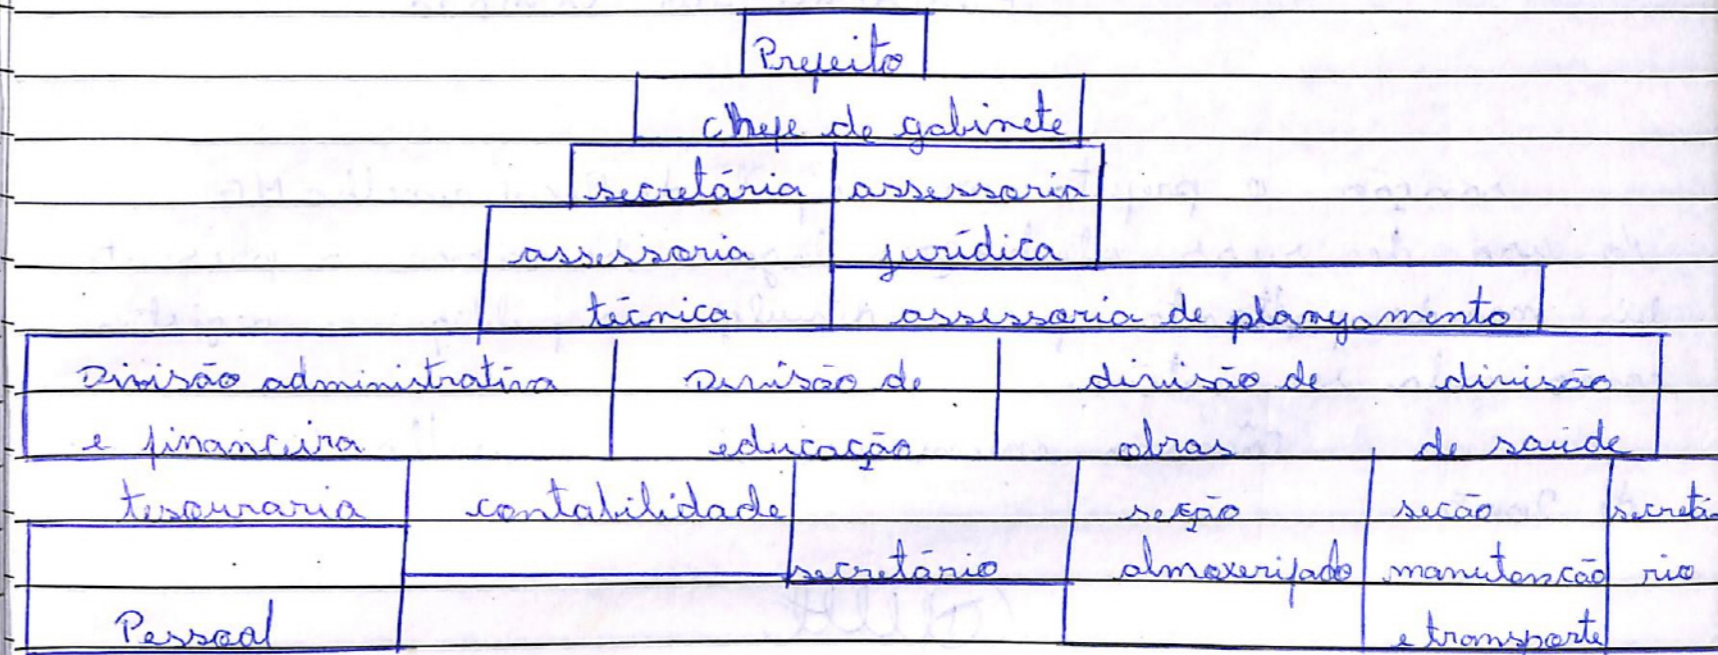 Prefeito
chefe de gabinete
secretária assessoria
assessoria jurídica
técnica assessoria de planejamento
Divisão administrativa Divisão de divisão de divisão
e financeira educação obras de saúde
tesouraria contabilidade seção seção secretá-
secretário almoxerifado manutenção rio
Pessoal e transporte